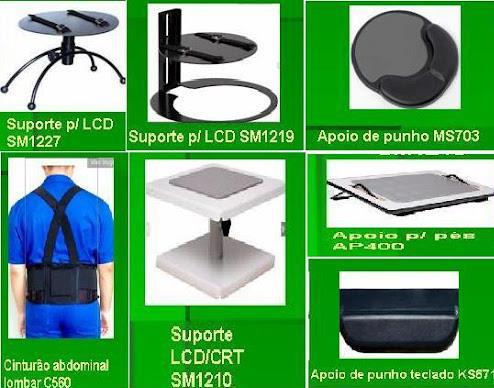 Suporte p/ LCD
SM1227
Suporte p/ LCD SM1219
Apoio de punho MS703
Apoio p/ pés
AP400
Cinturão abdominal
lombar C560
Suporte
LCD/CRT
SM1210
Apoio de punho teclado KS671